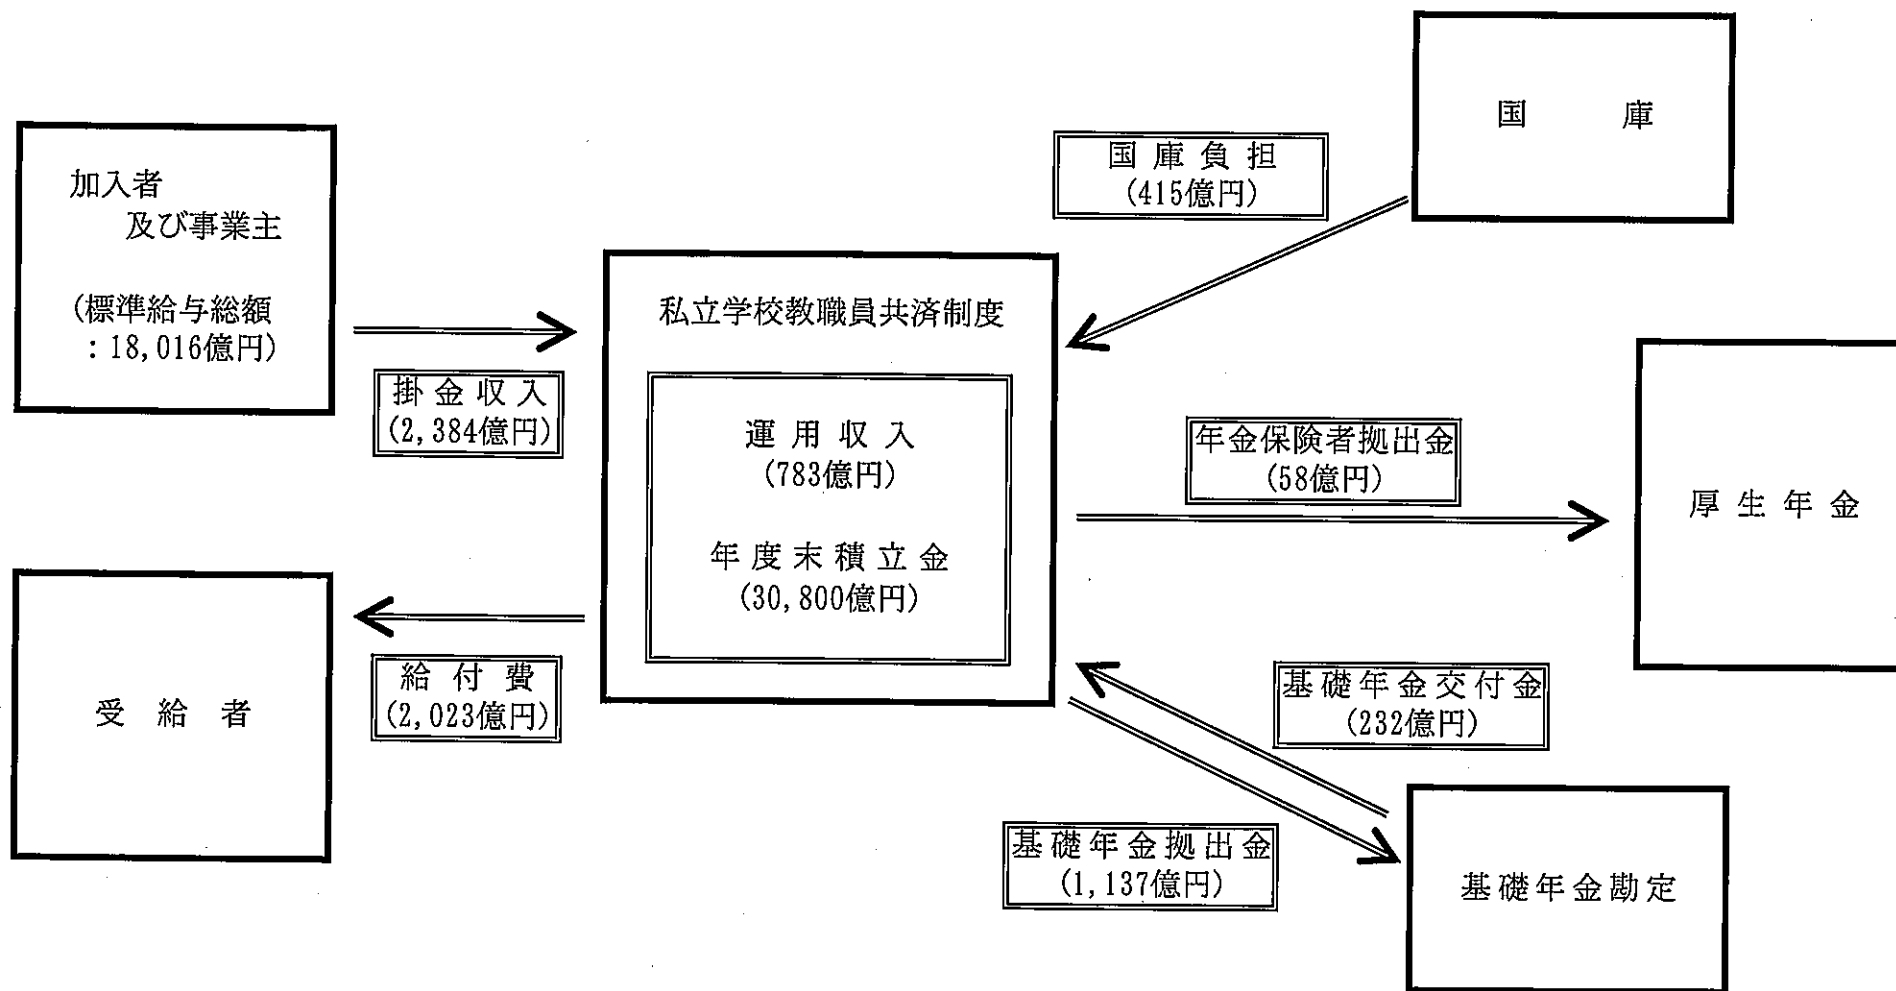 国庫
国庫負担
(415億円)
加入者
及び事業主
(標準給与総額
:18,016億円)
掛金収入
(2,384億円)
私立学校教職員共済制度
運用収入
(783億円)
年度末積立金
(30,800億円)
年金保険者拠出金
(58億円)
厚生年金
給付費
(2,023億円)
受給者
基礎年金交付金
(232億円)
基礎年金拠出金
(1,137億円)
基礎年金勘定